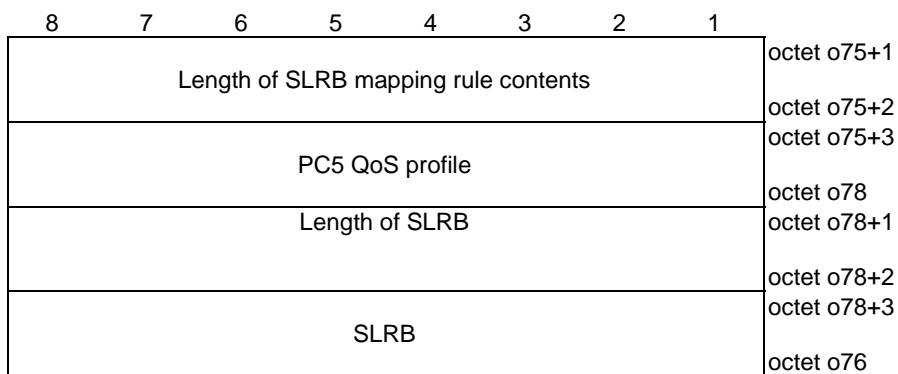 8 7 6 5 4 3 2 1
Length of SLRB mapping rule contents
octet o75+1
octet o75+2
PC5 QoS profile
octet o75+3
octet o78
Length of SLRB
octet o78+1
octet o78+2
SLRB
octet o78+3
octet o76